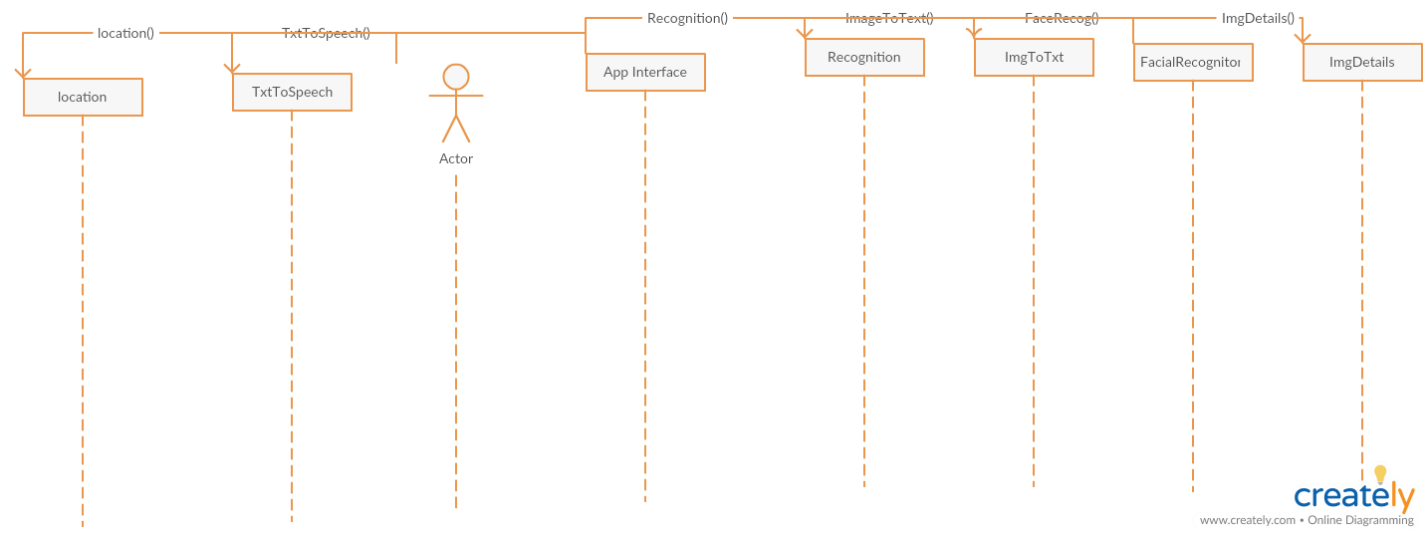 location()
TxtToSpeech()
Recognition()
ImageToText()
FaceRecog()
ImgDetails()
location
TxtToSpeech
Actor
App Interface
Recognition
ImgToTxt
FacialRecognitor
ImgDetails
creately
www.creately.com • Online Diagramming